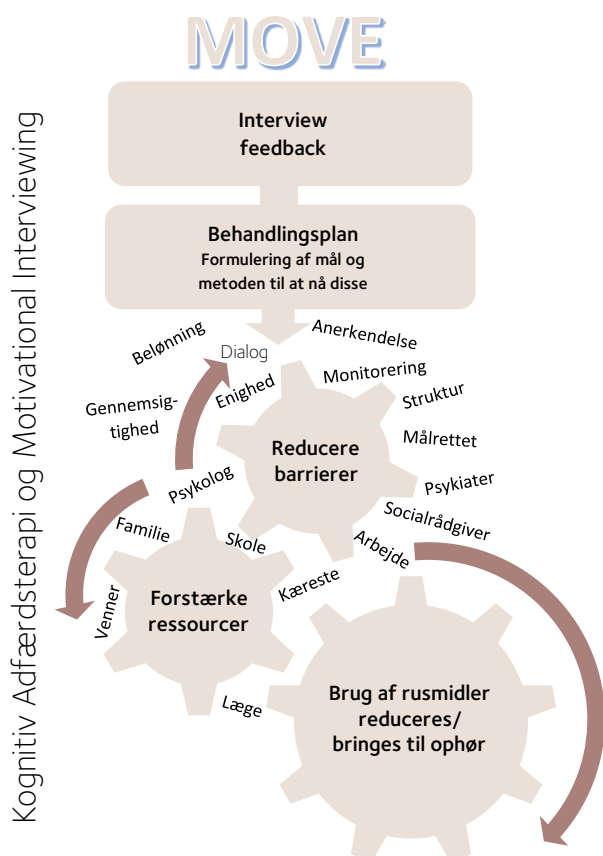 MOVE
Kognitiv Adfærdsterapi og Motivational Interviewing
Interview
feedback
Behandlingsplan
Formulering af mål og
metoden til at nå disse
Belønning
Dialog
Anerkendelse
Enighed
Monitorering
Gennemsig-
tighed
Struktur
Målrettet
Reducere
barrierer
Psykolog
Psykiater
Socialrådgiver
Familie
Skole
Arbejde
Venner
Kæreste
Forstærke
ressourcer
Læge
Brug af rusmidler
reduceres/
bringes til ophør